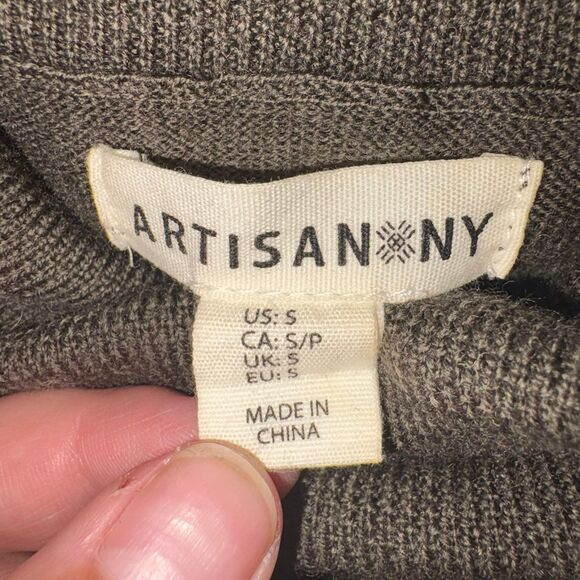 ARTISAN NY
US: S
CA: S/P
UK: S
EU: S
MADE IN
CHINA